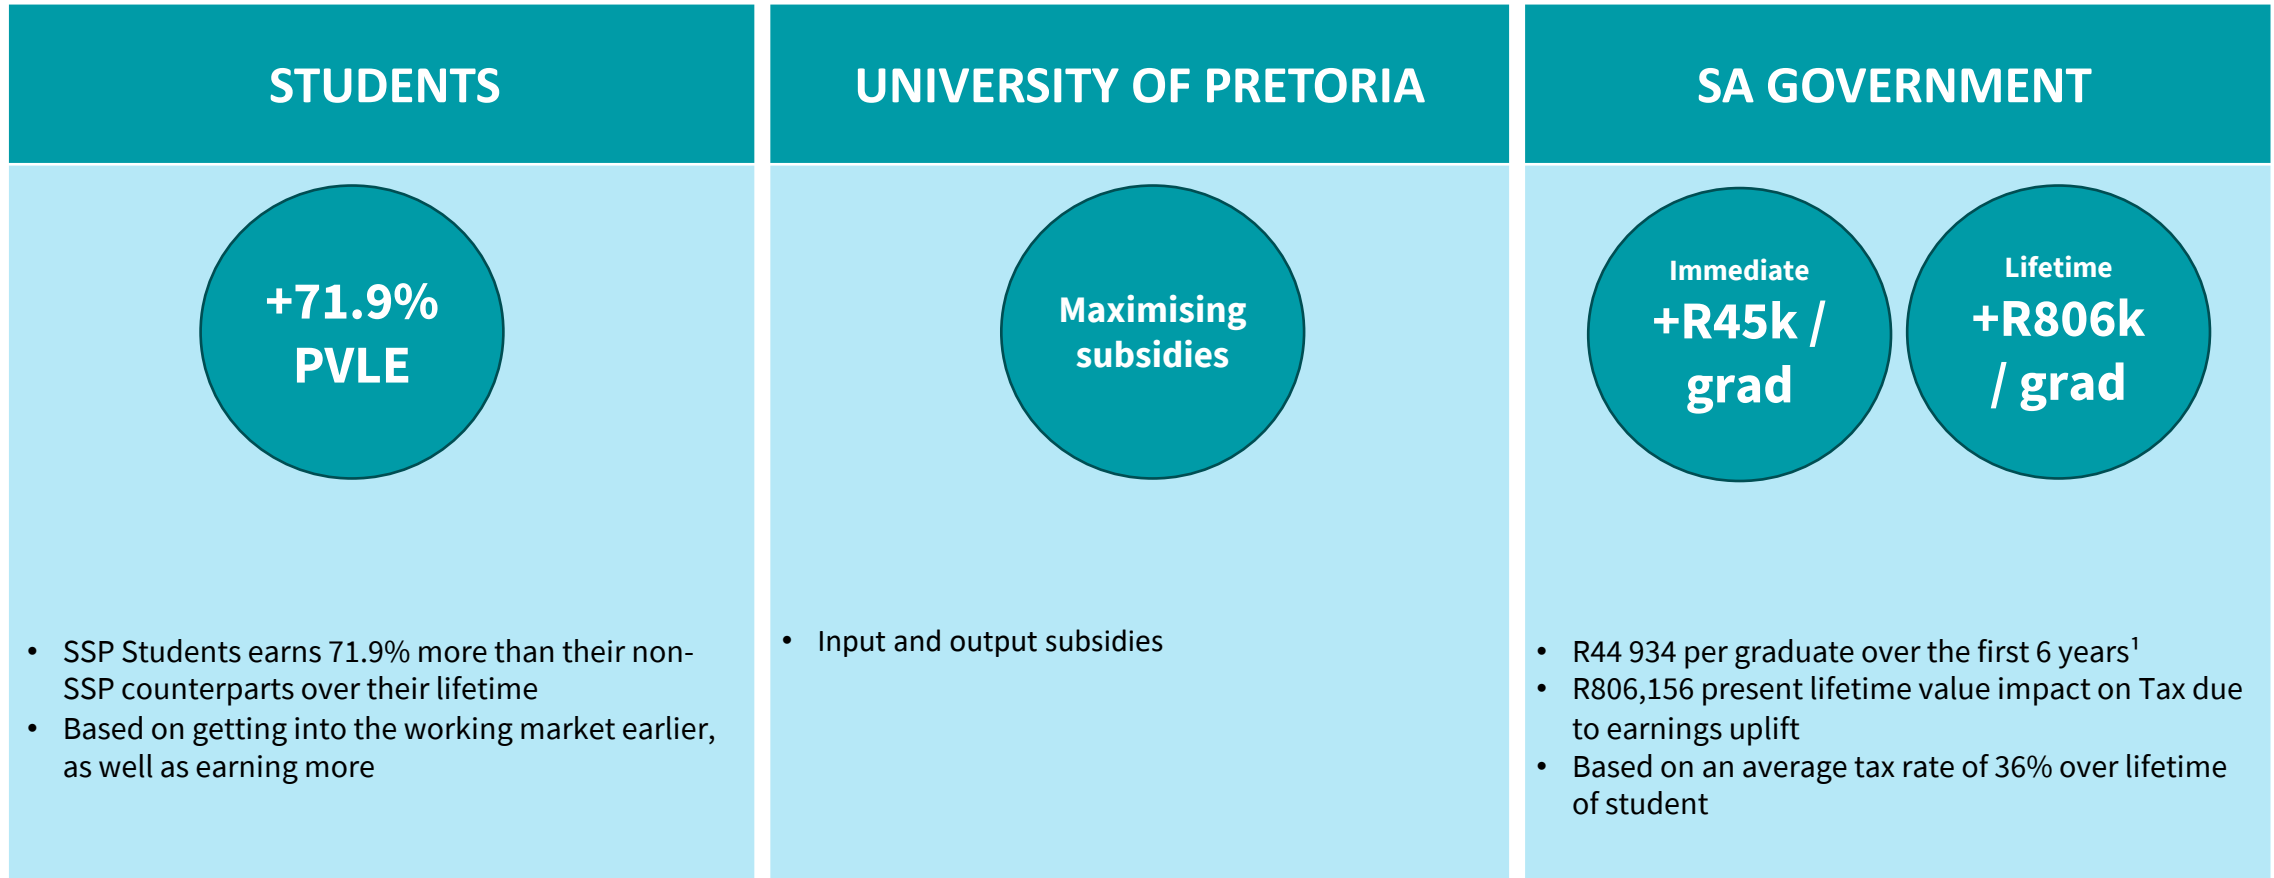 STUDENTS
+71.9%
PVLE
• SSP Students earns 71.9% more than their non-
SSP counterparts over their lifetime
• Based on getting into the working market earlier,
as well as earning more
UNIVERSITY OF PRETORIA
Maximising
subsidies
• Input and output subsidies
SA GOVERNMENT
Immediate
+R45k /
grad
Lifetime
+R806k
/ grad
• R44 934 per graduate over the first 6 years¹
• R806,156 present lifetime value impact on Tax due
to earnings uplift
• Based on an average tax rate of 36% over lifetime
of student